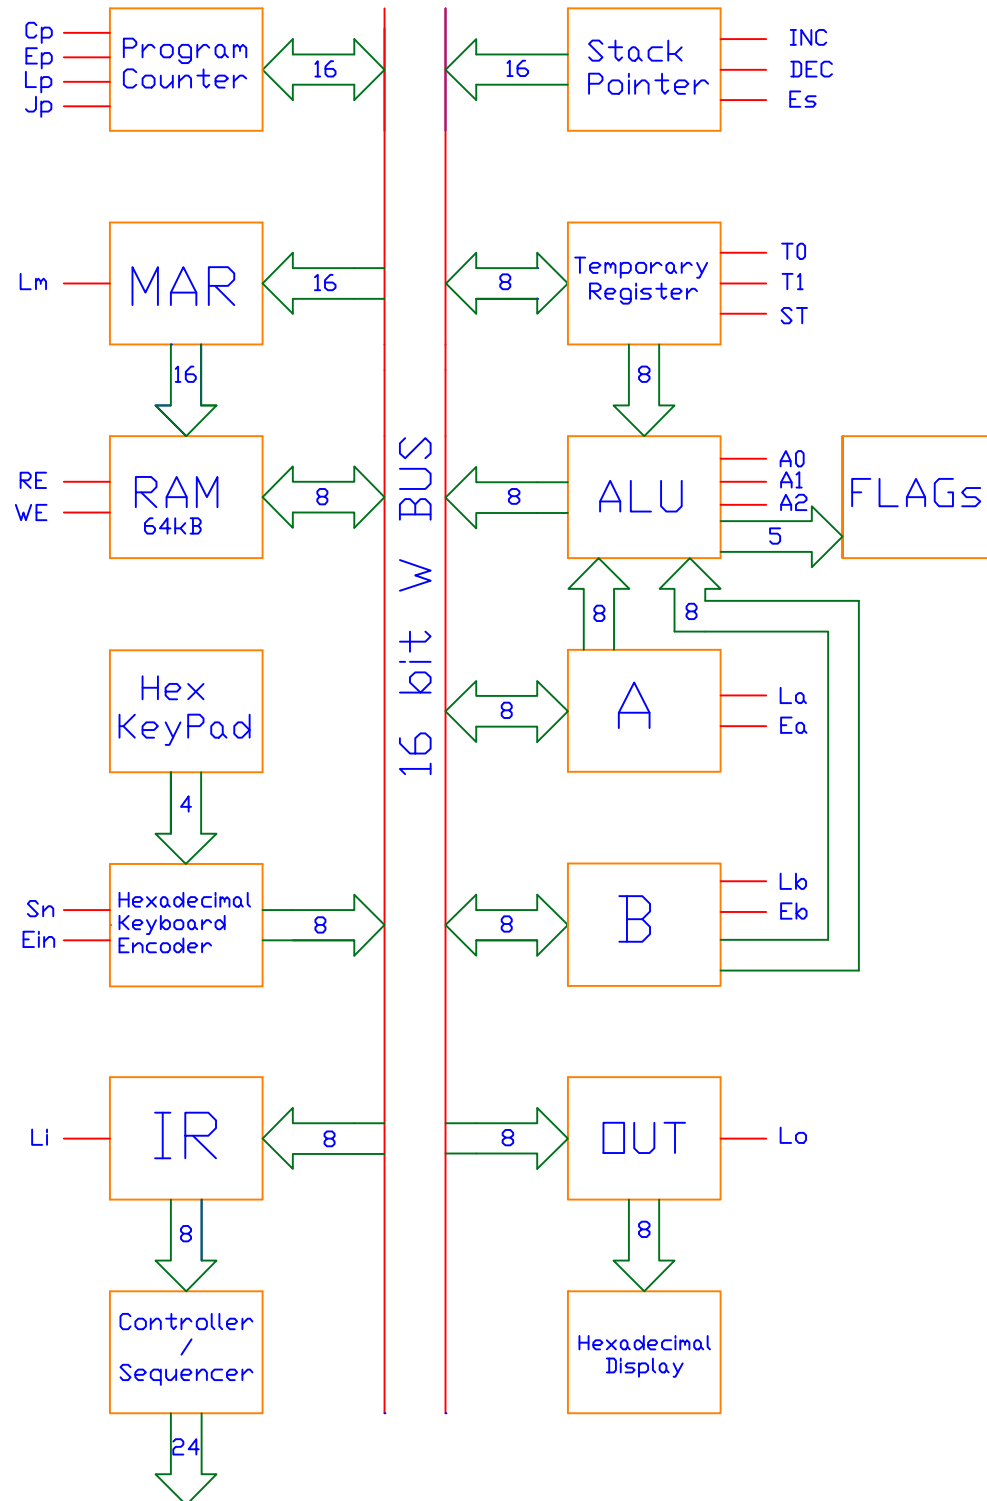 Cp
Ep
Lp
Jp
Program
Counter
16
16
Stack
Pointer
INC
DEC
Es
Lm
MAR
16
8
Temporary
Register
T0
T1
ST
16
8
RE
WE
RAM
64kB
8
16 bit W BUS
8
ALU
A0
A1
A2
5
FLAGs
8
8
Hex
KeyPad
8
A
La
Ea
4
Sn
Ein
Hexadecimal
Keyboard
Encoder
8
8
B
Lb
Eb
Li
IR
8
8
OUT
Lo
8
8
Controller
/
Sequencer
Hexadecimal
Display
24